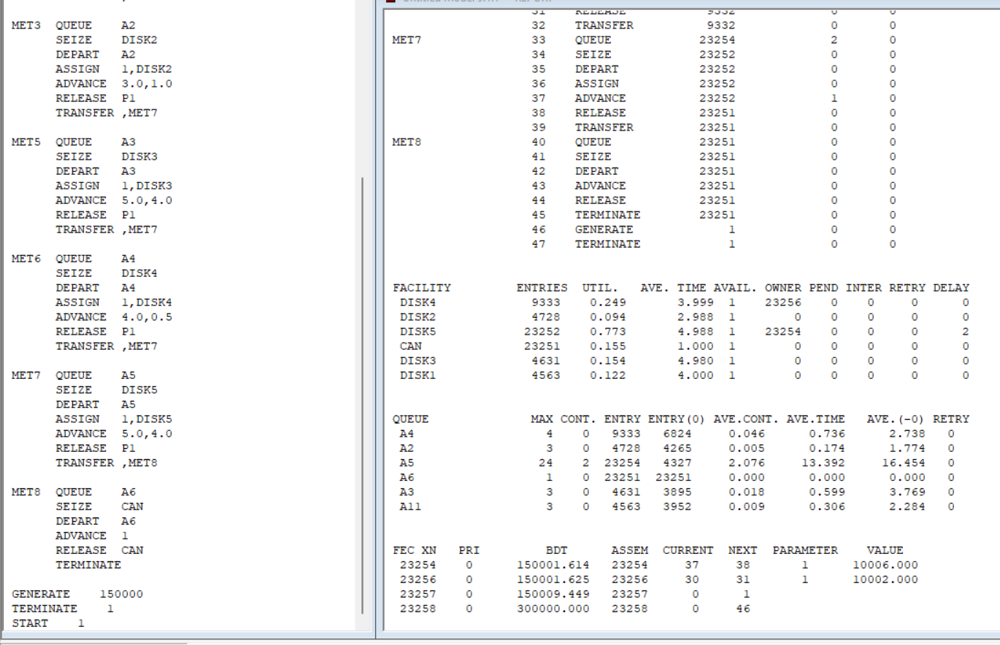 MET3 QUEUE A2
SEIZE DISK2
DEPART A2
ASSIGN 1,DISK2
ADVANCE 3.0,1.0
RELEASE P1
TRANSFER ,MET7
MET5 QUEUE A3
SEIZE DISK3
DEPART A3
ASSIGN 1,DISK3
ADVANCE 5.0,4.0
RELEASE P1
TRANSFER ,MET7
MET6 QUEUE A4
SEIZE DISK4
DEPART A4
ASSIGN 1,DISK4
ADVANCE 4.0,0.5
RELEASE P1
TRANSFER ,MET7
MET7 QUEUE A5
SEIZE DISK5
DEPART A5
ASSIGN 1,DISK5
ADVANCE 5.0,4.0
RELEASE P1
TRANSFER ,MET8
MET8 QUEUE A6
SEIZE CAN
DEPART A6
ADVANCE 1
RELEASE CAN
TERMINATE
GENERATE 150000
TERMINATE 1
START 1
31 RELEASE 9332 0 0
32 TRANSFER 9332 0 0
MET7 33 QUEUE 23254 2 0
34 SEIZE 23252 0 0
35 DEPART 23252 0 0
36 ASSIGN 23252 0 0
37 ADVANCE 23252 1 0
38 RELEASE 23251 0 0
39 TRANSFER 23251 0 0
MET8 40 QUEUE 23251 0 0
41 SEIZE 23251 0 0
42 DEPART 23251 0 0
43 ADVANCE 23251 0 0
44 RELEASE 23251 0 0
45 TERMINATE 23251 0 0
46 GENERATE 1 0 0
47 TERMINATE 1 0 0
FACILITY ENTRIES UTIL. AVE. TIME AVAIL. OWNER PEND INTER RETRY DELAY
DISK4 9333 0.249 3.999 1 23256 0 0 0 0
DISK2 4728 0.094 2.988 1 0 0 0 0 0
DISK5 23252 0.773 4.988 1 23254 0 0 0 2
CAN 23251 0.155 1.000 1 0 0 0 0 0
DISK3 4631 0.154 4.980 1 0 0 0 0 0
DISK1 4563 0.122 4.000 1 0 0 0 0 0
QUEUE MAX CONT. ENTRY ENTRY(0) AVE.CONT. AVE.TIME AVE.(-0) RETRY
A4 4 0 9333 6824 0.046 0.736 2.738 0
A2 3 0 4728 4265 0.005 0.174 1.774 0
A5 24 2 23254 4327 2.076 13.392 16.454 0
A6 1 0 23251 23251 0.000 0.000 0.000 0
A3 3 0 4631 3895 0.018 0.599 3.769 0
A11 3 0 4563 3952 0.009 0.306 2.284 0
FEC XN PRI BDT ASSEM CURRENT NEXT PARAMETER VALUE
23254 0 150001.614 23254 37 38 1 10006.000
23256 0 150001.625 23256 30 31 1 10002.000
23257 0 150009.449 23257 0 1
23258 0 300000.000 23258 0 46